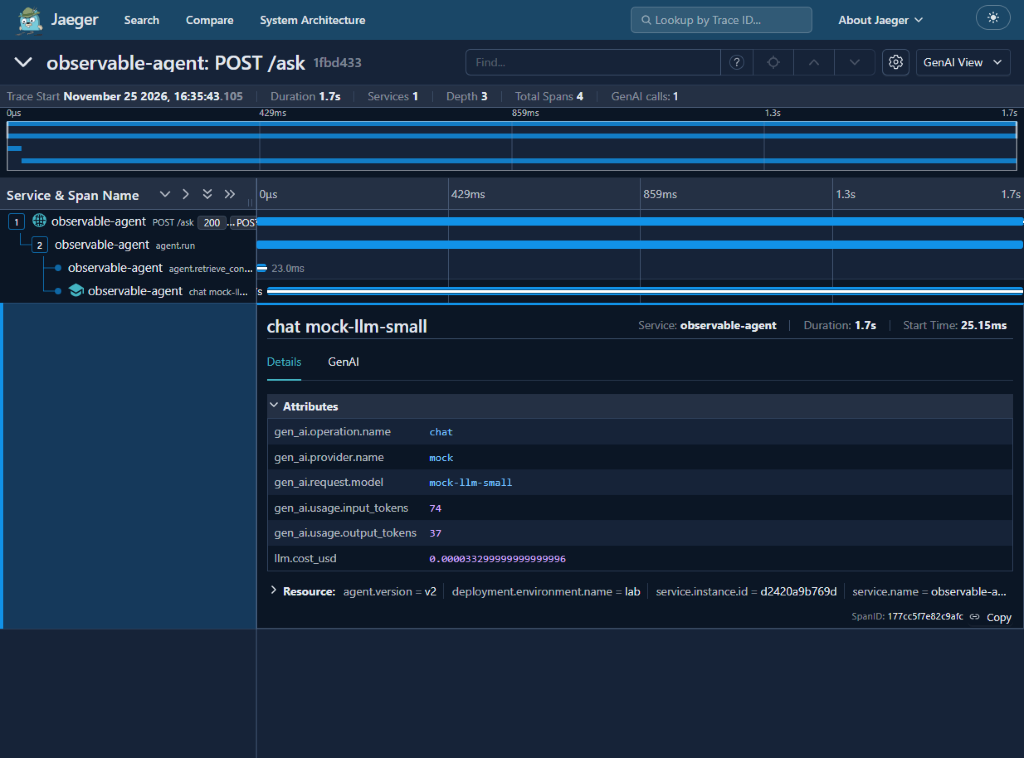 Jaeger Search Compare System Architecture Lookup by Trace ID... About Jaeger
observable-agent: POST /ask 1fbd433 Find... ? GenAI View
Trace Start November 25 2026, 16:35:43.105 Duration 1.7s Services 1 Depth 3 Total Spans 4 GenAI calls: 1
0μs 429ms 859ms 1.3s 1.7s
Service & Span Name 0μs 429ms 859ms 1.3s 1.7s
1 observable-agent POST /ask 200 ...POS
2 observable-agent agent.run
observable-agent agent.retrieve_con... 23.0ms
observable-agent chat mock-ll... s
chat mock-llm-small Service: observable-agent Duration: 1.7s Start Time: 25.15ms
Details GenAI
Attributes
gen_ai.operation.name chat
gen_ai.provider.name mock
gen_ai.request.model mock-llm-small
gen_ai.usage.input_tokens 74
gen_ai.usage.output_tokens 37
llm.cost_usd 0.000033299999999999996
Resource: agent.version = v2 deployment.environment.name = lab service.instance.id = d2420a9b769d service.name = observable-a...
SpanID: 177cc5f7e82c9afc Copy